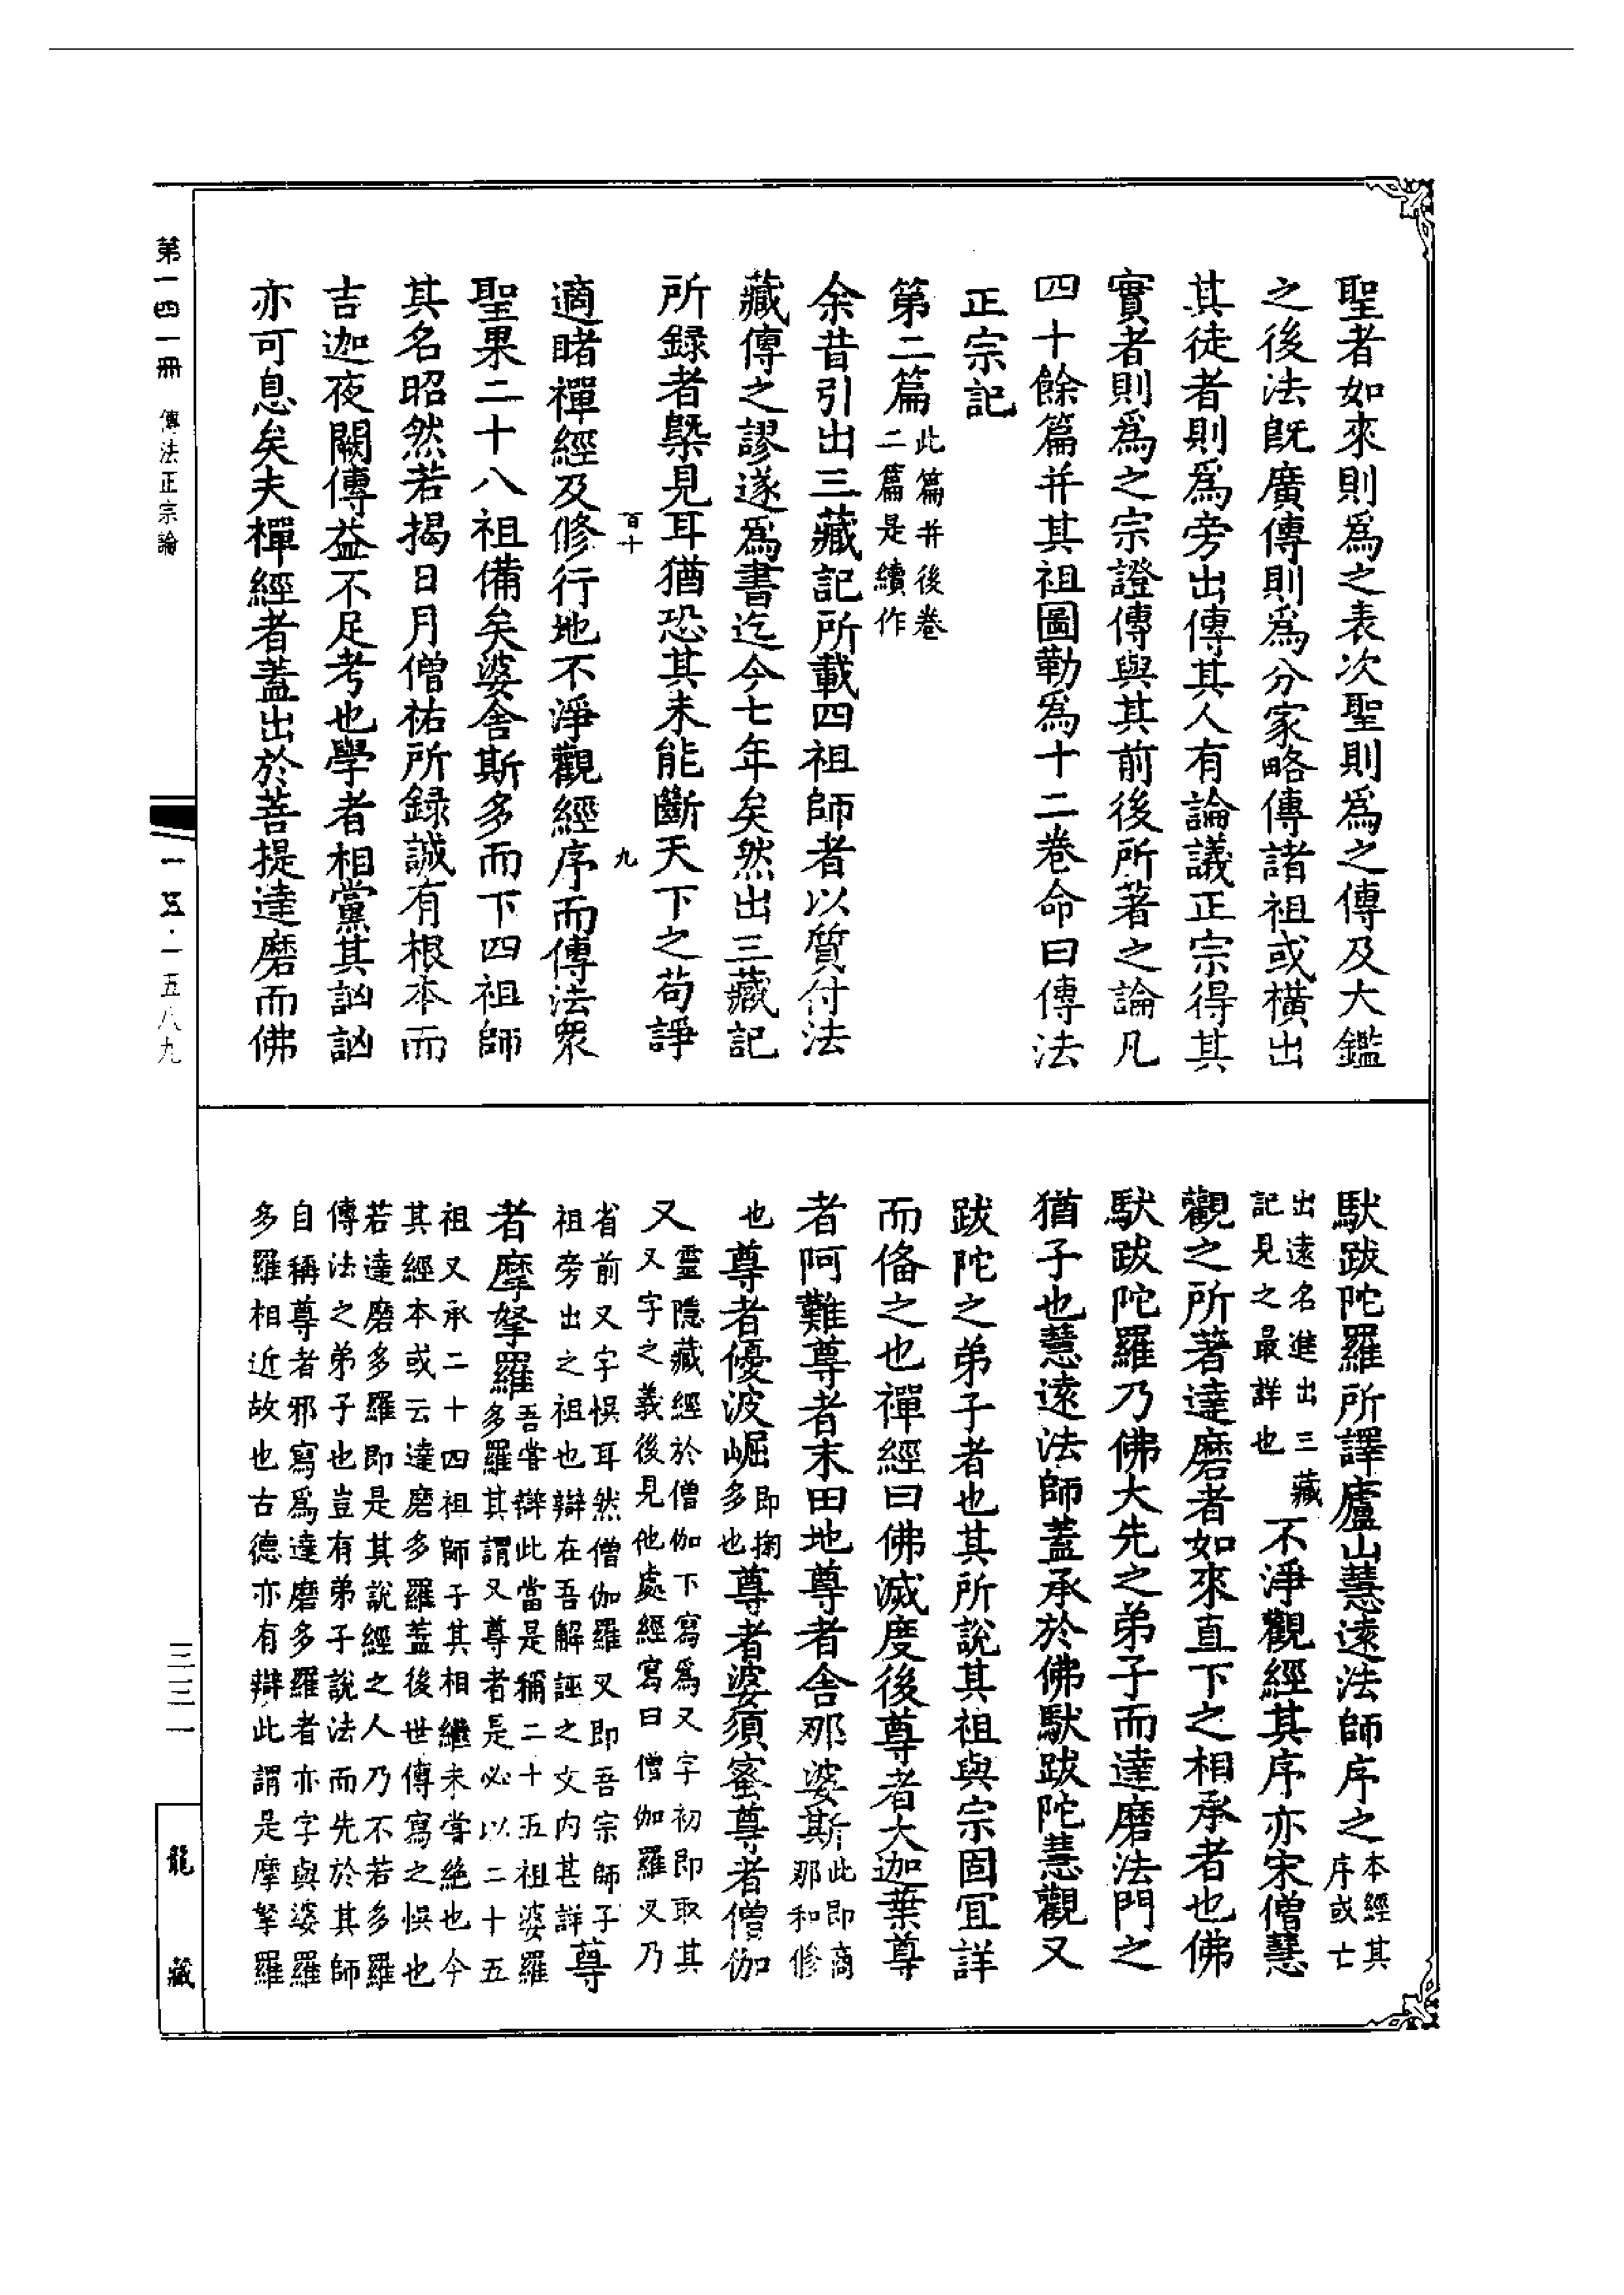 聖者如來則爲之表次聖則爲之傳及大鑑
之後法旣廣傳則爲分家略傳諸祖或橫出
其徒者則爲旁出傳其人有論議正宗得其
實者則爲之宗證傳與其前後所著之論凡
四十餘篇并其祖圖勒爲十二卷命曰傳法
正宗記
第二篇此篇并後卷二篇是續作
余昔引出三藏記所載四祖師者以質付法
藏傳之謬遂爲書迄今七年矣然出三藏記
所録者槩見耳猶恐其未能斷天下之苟諍
百十 九
適睹禪經及修行地不淨觀經序而傳法衆
聖果二十八祖備矣婆舍斯多而下四祖師
其名昭然若揭日月僧祐所録誠有根本而
吉迦夜闕傳益不足考也學者相黨其訩訩
亦可息矣夫禪經者蓋出於菩提達磨而佛
馱跋陀羅所譯廬山慧遠法師序之本經其序或亡
出遠名進出三藏記見之最詳也不淨觀經其序亦宋僧慧
觀之所著達磨者如來直下之相承者也佛
馱跋陀羅乃佛大先之弟子而達磨法門之
猶子也慧遠法師蓋承於佛馱跋陀慧觀又
跋陀之弟子者也其所說其祖與宗固宜詳
而俻之也禪經曰佛滅度後尊者大迦葉尊
者阿難尊者末田地尊者舍那婆斯此即商那和修
也尊者優波崛即掬多也尊者婆須蜜尊者僧伽
又靈隱藏經於僧伽下寫爲又字初即取其又字之義後見他處經寫曰僧伽羅叉乃
省前又字悞耳然僧伽羅叉即吾宗師子祖旁出之祖也辯在吾解誣之文内甚詳尊
者摩拏羅吾嘗辯此當是稱二十五祖婆羅多羅其謂又尊者是必以二十五
祖又承二十四祖師子其相繼未嘗絶也今其經本或云達磨多羅蓋後世傳寫之悞也
若達磨多羅即是其說經之人乃不若多羅傳法之弟子也豈有弟子說法而先於其師
自稱尊者邪寫爲達磨多羅者亦字與婆羅多羅相近故也古德亦有辯此謂是摩拏羅
第一四一冊 傳法正宗論
一五·一五八九
三三一
龍藏